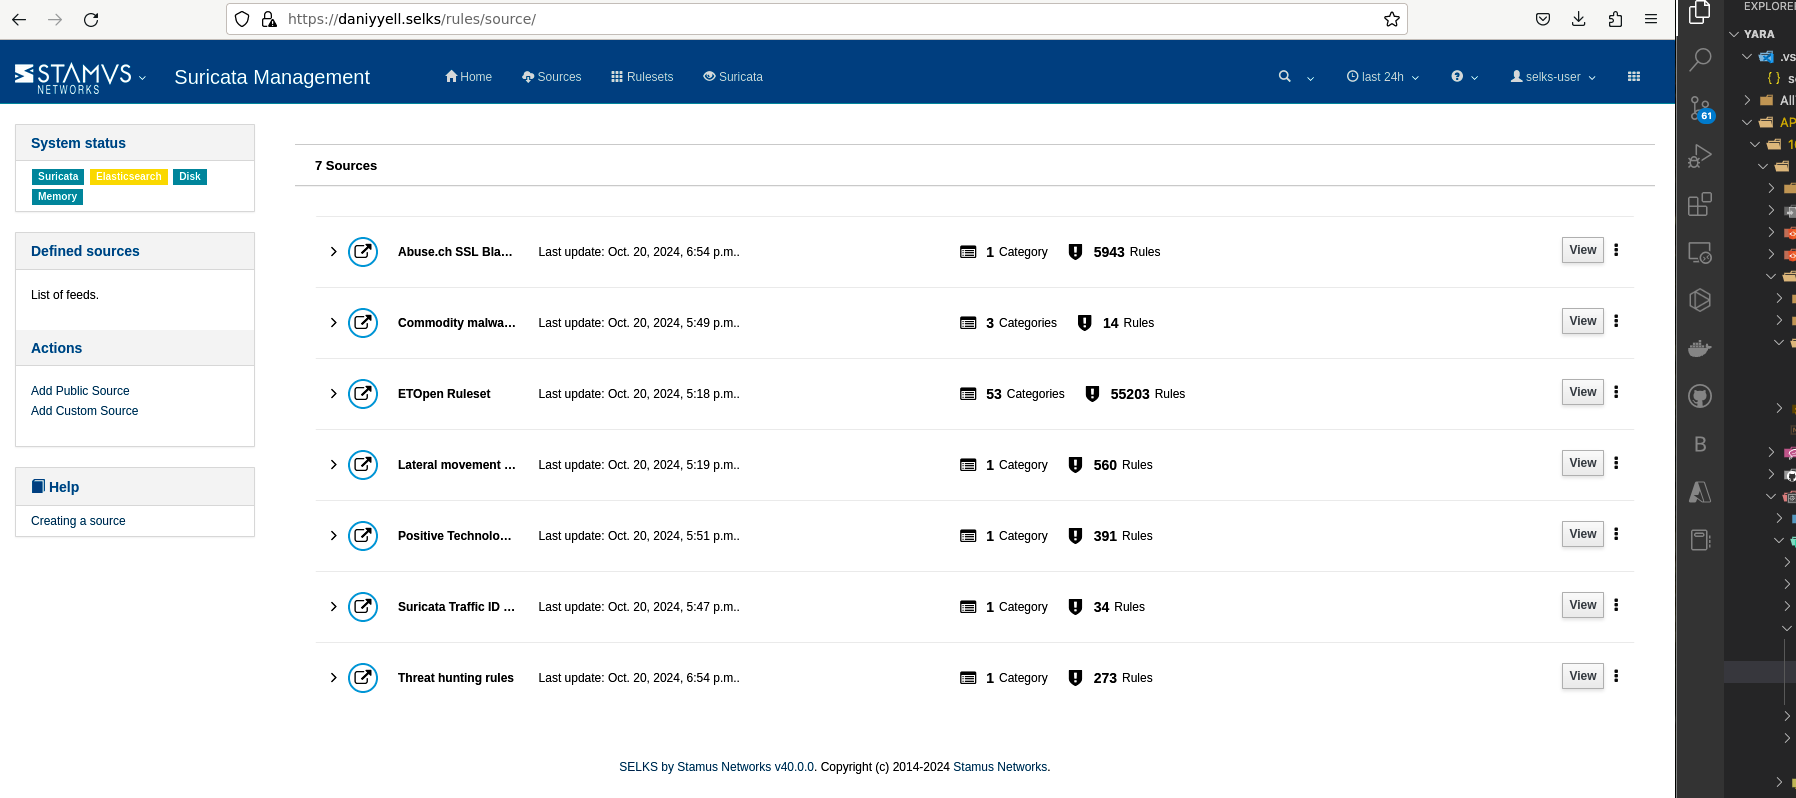 https://daniyyell.selks/rules/source/
STAMVS
NETWORKS
Suricata Management
Home
Sources
Rulesets
Suricata
last 24h
selks-user
System status
Suricata Elasticsearch Disk
Memory
Defined sources
List of feeds.
Actions
Add Public Source
Add Custom Source
Help
Creating a source
7 Sources
Abuse.ch SSL Bla... Last update: Oct. 20, 2024, 6:54 p.m.. 1 Category 5943 Rules View
Commodity malwa... Last update: Oct. 20, 2024, 5:49 p.m.. 3 Categories 14 Rules View
ETOpen Ruleset Last update: Oct. 20, 2024, 5:18 p.m.. 53 Categories 55203 Rules View
Lateral movement ... Last update: Oct. 20, 2024, 5:19 p.m.. 1 Category 560 Rules View
Positive Technolo... Last update: Oct. 20, 2024, 5:51 p.m.. 1 Category 391 Rules View
Suricata Traffic ID ... Last update: Oct. 20, 2024, 5:47 p.m.. 1 Category 34 Rules View
Threat hunting rules Last update: Oct. 20, 2024, 6:54 p.m.. 1 Category 273 Rules View
SELKS by Stamus Networks v40.0.0. Copyright (c) 2014-2024 Stamus Networks.
EXPLORE
YARA
.vs
All
AP
61